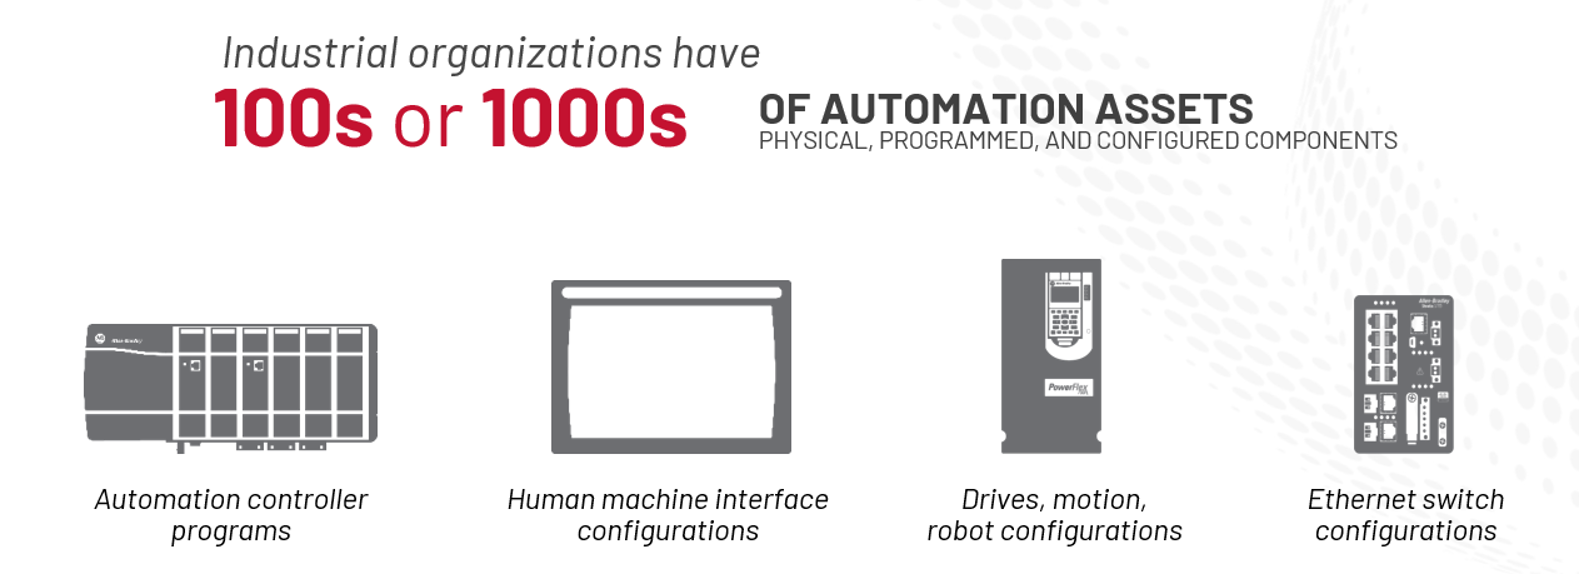 Industrial organizations have
100s or 1000s
OF AUTOMATION ASSETS
PHYSICAL, PROGRAMMED, AND CONFIGURED COMPONENTS
Allen-Bradley
PowerFlex
Allen-Bradley
Automation controller
programs
Human machine interface
configurations
Drives, motion,
robot configurations
Ethernet switch
configurations